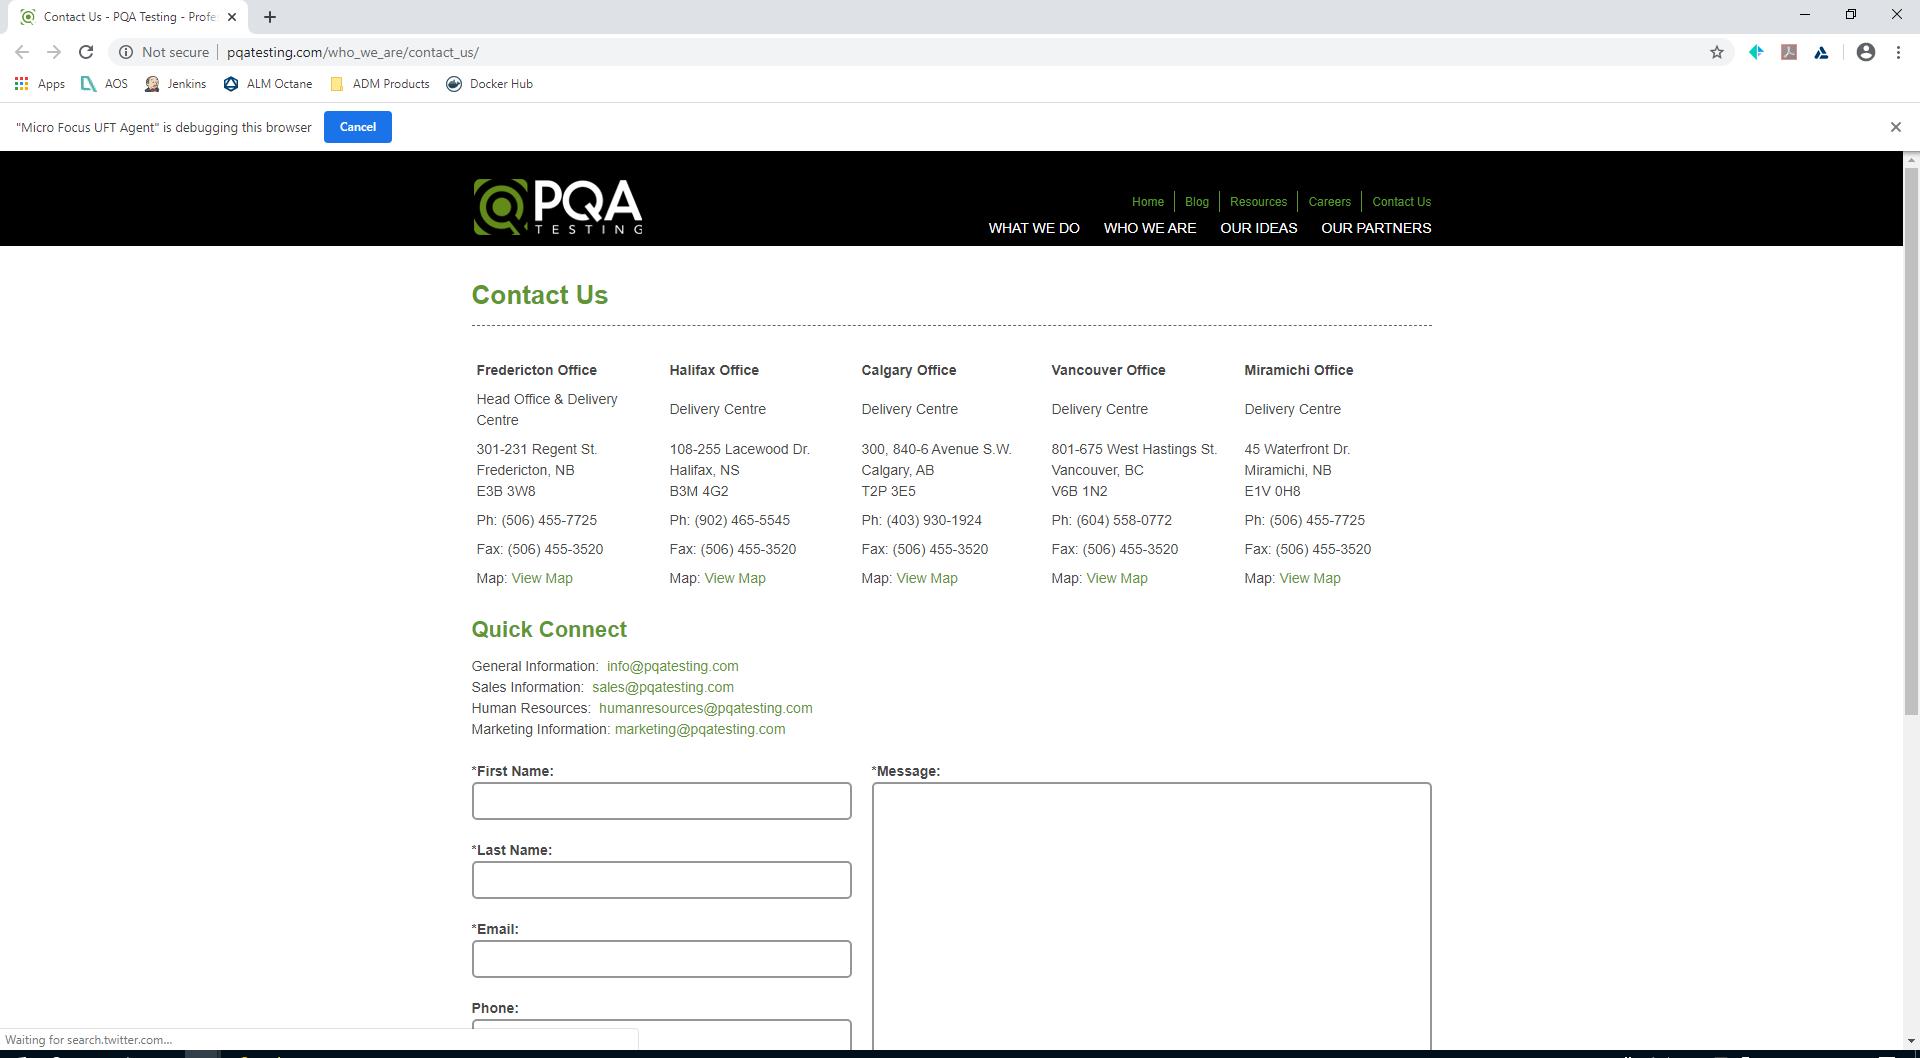 Contact Us - PQA Testing - Profe
Not secure
pqatesting.com/who_we_are/contact_us/
Apps
AOS
Jenkins
ALM Octane
ADM Products
Docker Hub
"Micro Focus UFT Agent" is debugging this browser
Cancel
PQA
TESTING
Home
Blog
Resources
Careers
Contact Us
WHAT WE DO
WHO WE ARE
OUR IDEAS
OUR PARTNERS
Contact Us
Fredericton Office
Head Office & Delivery
Centre
301-231 Regent St.
Fredericton, NB
E3B 3W8
Ph: (506) 455-7725
Fax: (506) 455-3520
Map: View Map
Halifax Office
Delivery Centre
108-255 Lacewood Dr.
Halifax, NS
B3M 4G2
Ph: (902) 465-5545
Fax: (506) 455-3520
Map: View Map
Calgary Office
Delivery Centre
300, 840-6 Avenue S.W.
Calgary, AB
T2P 3E5
Ph: (403) 930-1924
Fax: (506) 455-3520
Map: View Map
Vancouver Office
Delivery Centre
801-675 West Hastings St.
Vancouver, BC
V6B 1N2
Ph: (604) 558-0772
Fax: (506) 455-3520
Map: View Map
Miramichi Office
Delivery Centre
45 Waterfront Dr.
Miramichi, NB
E1V 0H8
Ph: (506) 455-7725
Fax: (506) 455-3520
Map: View Map
Quick Connect
General Information: info@pqatesting.com
Sales Information: sales@pqatesting.com
Human Resources: humanresources@pqatesting.com
Marketing Information: marketing@pqatesting.com
*First Name:
*Last Name:
*Email:
Phone:
*Message:
Waiting for search.twitter.com...